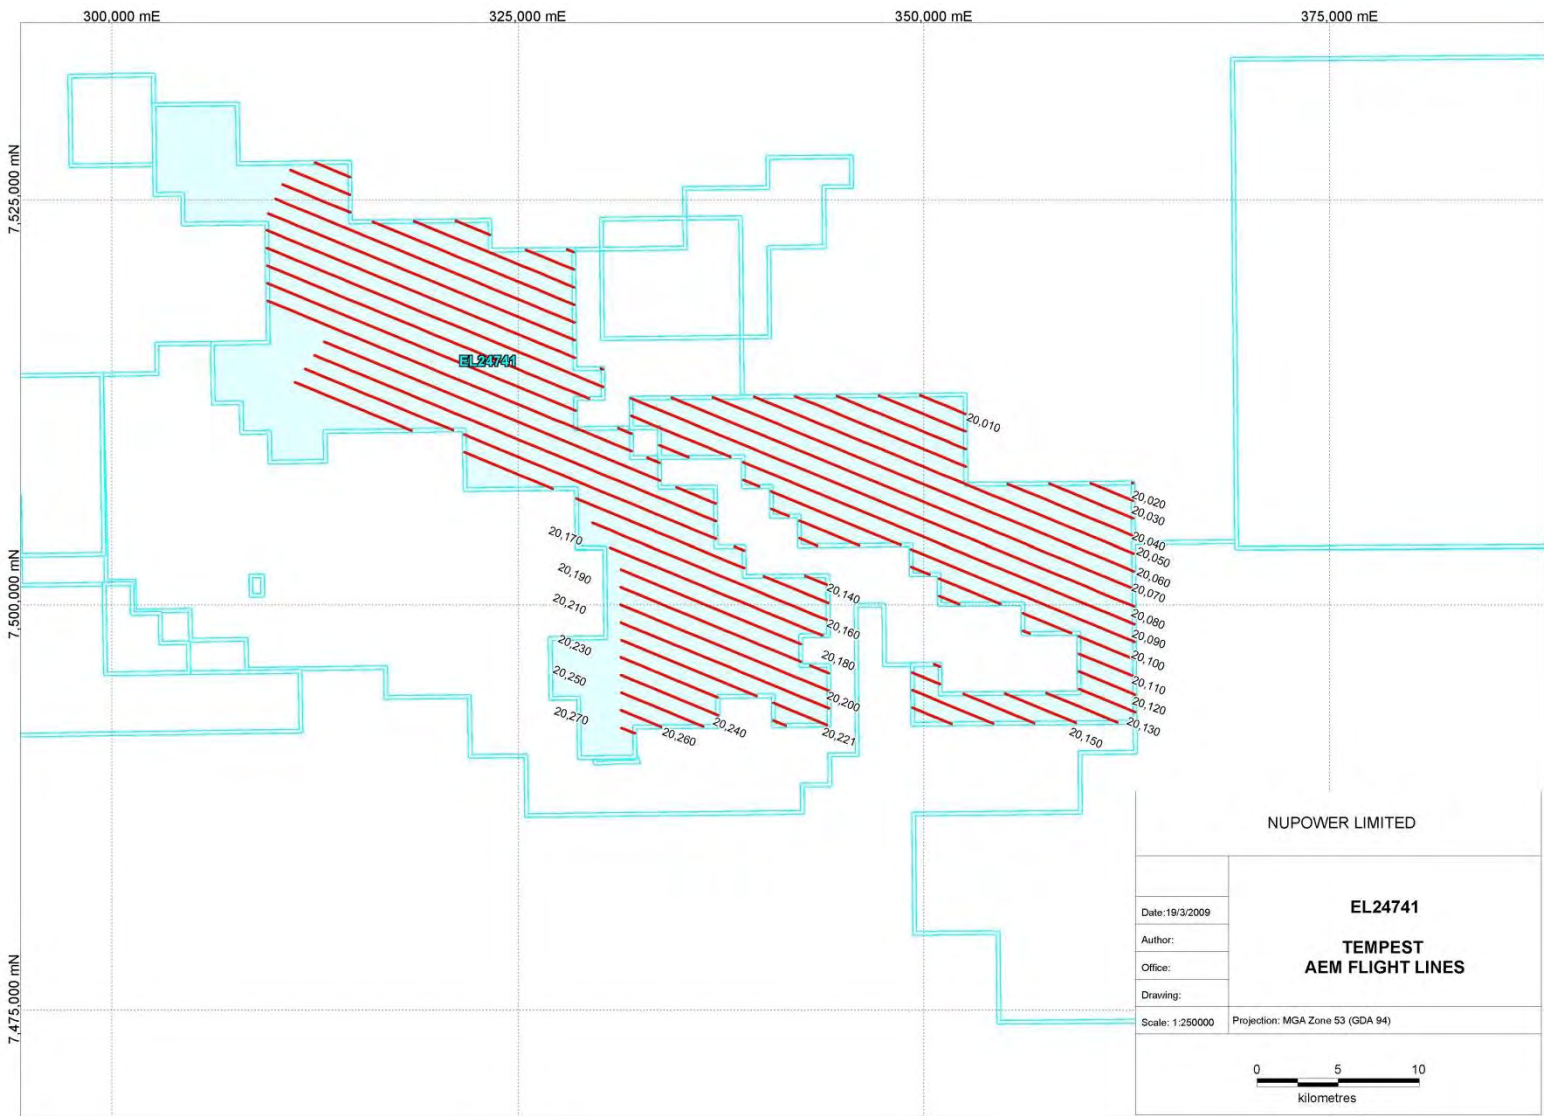 300,000 mE
325,000 mE
350,000 mE
375,000 mE
7,525,000 mN
7,500,000 mN
7,475,000 mN
EL24741
20,010
20,020
20,030
20,040
20,050
20,060
20,070
20,080
20,090
20,100
20,110
20,120
20,130
20,150
20,170
20,190
20,210
20,230
20,250
20,270
20,140
20,160
20,180
20,200
20,221
20,240
20,260
NUPOWER LIMITED
EL24741
TEMPEST
AEM FLIGHT LINES
Date:19/3/2009
Author:
Office:
Drawing:
Scale: 1:250000
Projection: MGA Zone 53 (GDA 94)
0 5 10
kilometres